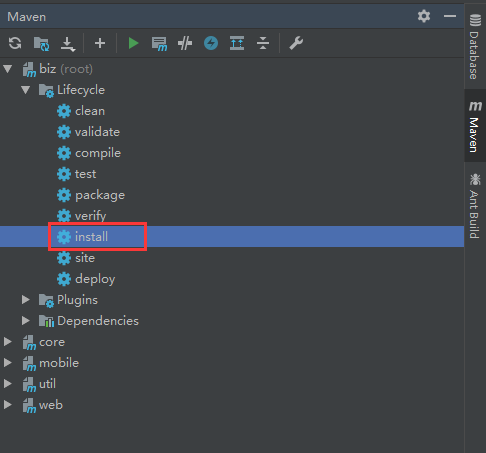 Maven
biz (root)
Lifecycle
clean
validate
compile
test
package
verify
install
site
deploy
Plugins
Dependencies
core
mobile
util
web
Database
Maven
Ant Build